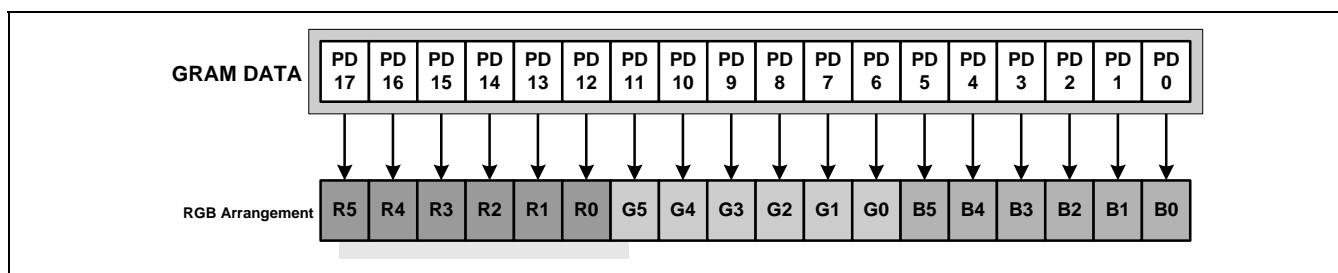 GRAM DATA PD 17 PD 16 PD 15 PD 14 PD 13 PD 12 PD 11 PD 10 PD 9 PD 8 PD 7 PD 6 PD 5 PD 4 PD 3 PD 2 PD 1 PD 0
RGB Arrangement R5 R4 R3 R2 R1 R0 G5 G4 G3 G2 G1 G0 B5 B4 B3 B2 B1 B0